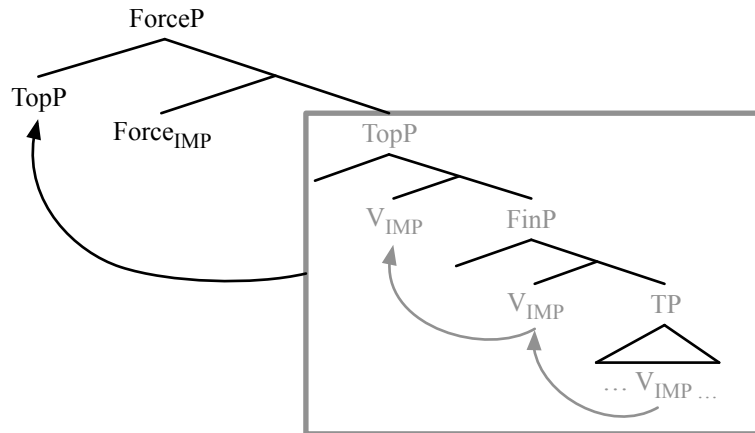 ForceP
TopP
Force_IMP
TopP
V_IMP
FinP
V_IMP
TP
... V_IMP ...